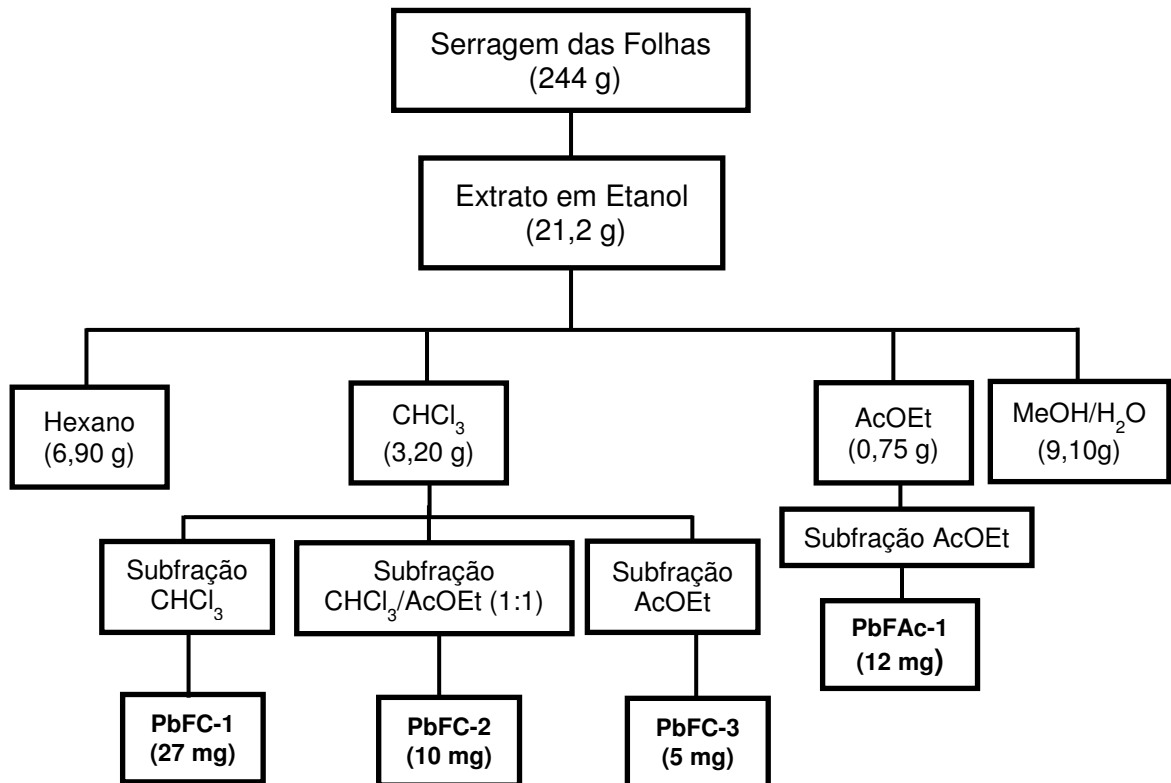 Serragem das Folhas
(244 g)
Extrato em Etanol
(21,2 g)
Hexano
(6,90 g)
CHCl3
(3,20 g)
AcOEt
(0,75 g)
MeOH/H2O
(9,10g)
Subfração
CHCl3
Subfração
CHCl3/AcOEt (1:1)
Subfração
AcOEt
Subfração AcOEt
PbFC-1
(27 mg)
PbFC-2
(10 mg)
PbFC-3
(5 mg)
PbFAc-1
(12 mg)